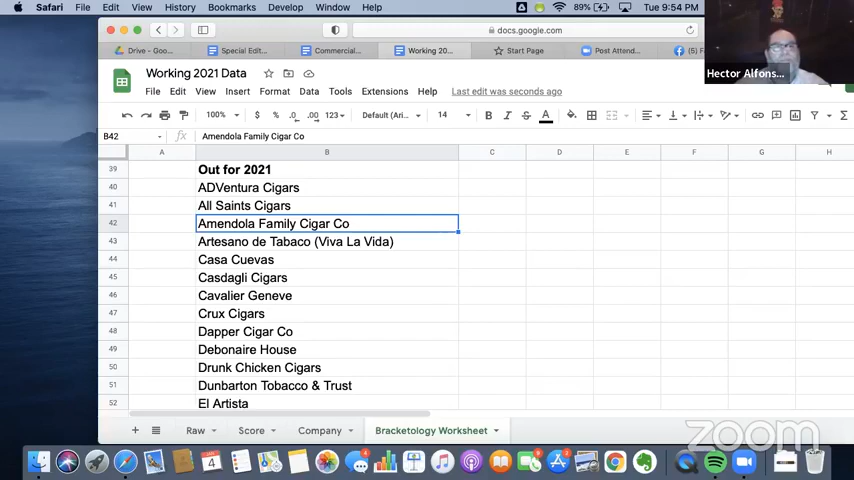 Safari File Edit View History Bookmarks Develop Window Help 89% Tue 9:54 PM
docs.google.com
Drive - Goo... Special Edit... Commercial... Working 20... Start Page Post Attend... (5) Fa
Hector Alfons...
Working 2021 Data
File Edit View Insert Format Data Tools Extensions Help Last edit was seconds ago
100% $ % .0 .00 123 Default (Ari... 14 B I S A
B42 fx Amendola Family Cigar Co
A B C D E F G H
39 Out for 2021
40 ADVentura Cigars
41 All Saints Cigars
42 Amendola Family Cigar Co
43 Artesano de Tabaco (Viva La Vida)
44 Casa Cuevas
45 Casdagli Cigars
46 Cavalier Geneve
47 Crux Cigars
48 Dapper Cigar Co
49 Debonaire House
50 Drunk Chicken Cigars
51 Dunbarton Tobacco & Trust
52 El Artista
Raw Score Company Bracketology Worksheet
zoom
JAN 4